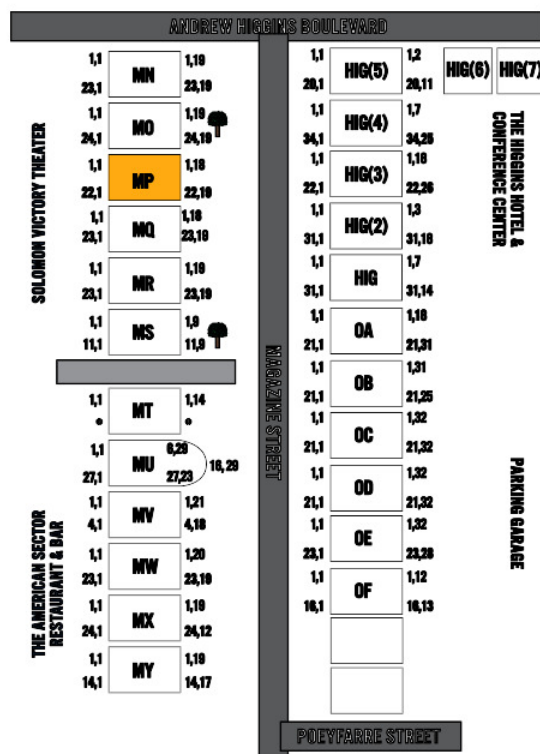 ANDREW HIGGINS BOULEVARD
SOLOMON VICTORY THEATER
1,1 1,19
MN
23,1 23,19
1,1 1,19
MO
24,1 24,19
1,1 1,18
MP
22,1 22,19
1,1 1,18
MQ
23,1 23,19
1,1 1,19
MR
23,1 23,19
1,1 1,9
MS
11,1 11,9
THE AMERICAN SECTOR
RESTAURANT & BAR
1,1 1,14
MT
1,1 6,29
MU 16,29
27,1 27,23
1,1 1,21
MV
4,1 4,18
1,1 1,20
MW
23,1 23,19
1,1 1,19
MX
24,1 24,12
1,1 1,19
MY
14,1 14,17
MAGAZINE STREET
1,1 1,2
HIG(5) HIG(6) HIG(7)
20,1 20,11
1,1 1,7
HIG(4)
34,1 34,25
1,1 1,16
HIG(3)
22,1 22,26
1,1 1,3
HIG(2)
31,1 31,16
1,1 1,7
HIG
31,1 31,14
1,1 1,18
OA
21,1 21,31
1,1 1,31
OB
21,1 21,25
1,1 1,32
OC
21,1 21,32
1,1 1,32
OD
21,1 21,32
1,1 1,32
OE
23,1 23,28
1,1 1,12
OF
16,1 16,13
THE HIGGINS HOTEL &
CONFERENCE CENTER
PARKING GARAGE
POEYFARRE STREET